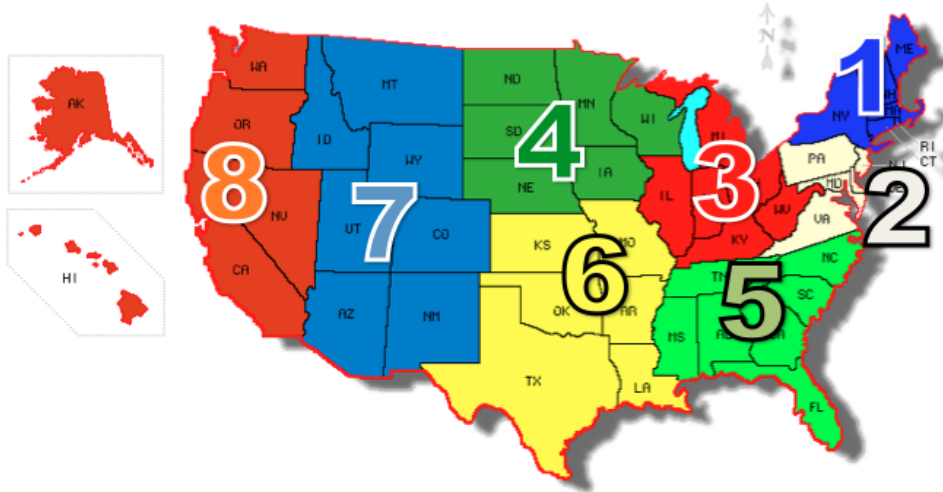 N
N
WA
OR
CA
NV
AK
HI
8
ID
MT
WY
UT
CO
AZ
NM
7
ND
SD
NE
MN
IA
WI
4
MI
IL
KY
WV
3
KS
MO
OK
AR
TX
LA
6
TN
NC
SC
MS
FL
5
PA
MD
VA
NJ
2
ME
NH
MA
NY
RI
CT
1